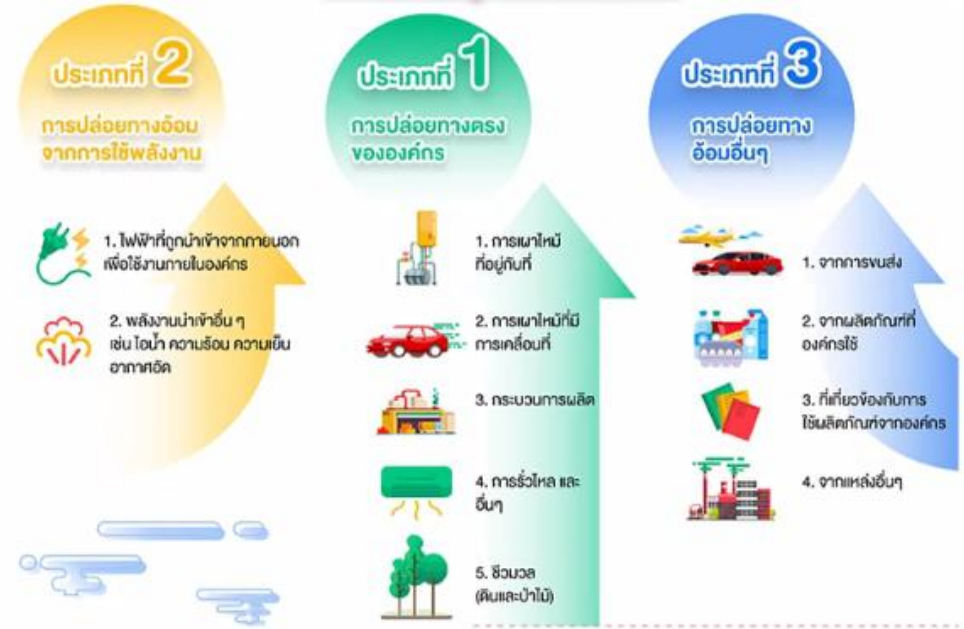 ประเภทที่ 2
การปล่อยทางอ้อม
จากการใช้พลังงาน
1. ไฟฟ้าที่ถูกนำเข้าจากภายนอก
เพื่อใช้งานภายในองค์กร
2. พลังงานนำเข้าอื่น ๆ
เช่น ไอน้ำ ความร้อน ความเย็น
อากาศอัด
ประเภทที่ 1
การปล่อยทางตรง
ขององค์กร
1. การเผาไหม้
ที่อยู่กับที่
2. การเผาไหม้ที่มี
การเคลื่อนที่
3. กระบวนการผลิต
4. การรั่วไหล และ
อื่นๆ
5. ชีวมวล
(ดินและป่าไม้)
ประเภทที่ 3
การปล่อยทาง
อ้อมอื่นๆ
1. จากการขนส่ง
2. จากผลิตภัณฑ์ที่
องค์กรใช้
3. ที่เกี่ยวข้องกับการ
ใช้ผลิตภัณฑ์จากองค์กร
4. จากแหล่งอื่นๆ